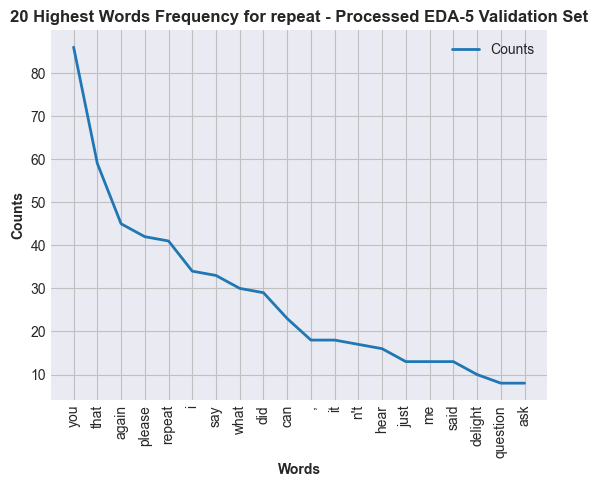 20 Highest Words Frequency for repeat - Processed EDA-5 Validation Set
Counts
80
70
60
50
40
30
20
10
Counts
you
that
again
please
repeat
i
say
what
did
can
,
it
n't
hear
just
me
said
delight
question
ask
Words